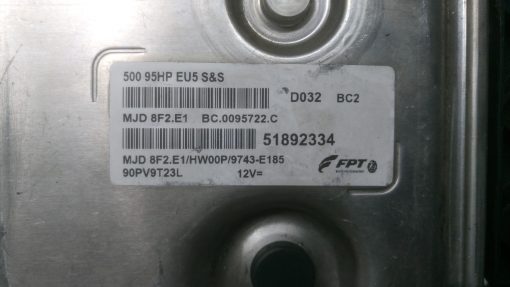 500 95HP EU5 S&S
D032 BC2
MJD 8F2.E1 BC.0095722.C
51892334
MJD 8F2.E1/HW00P/9743-E185
FPT
90PV9T23L 12V=